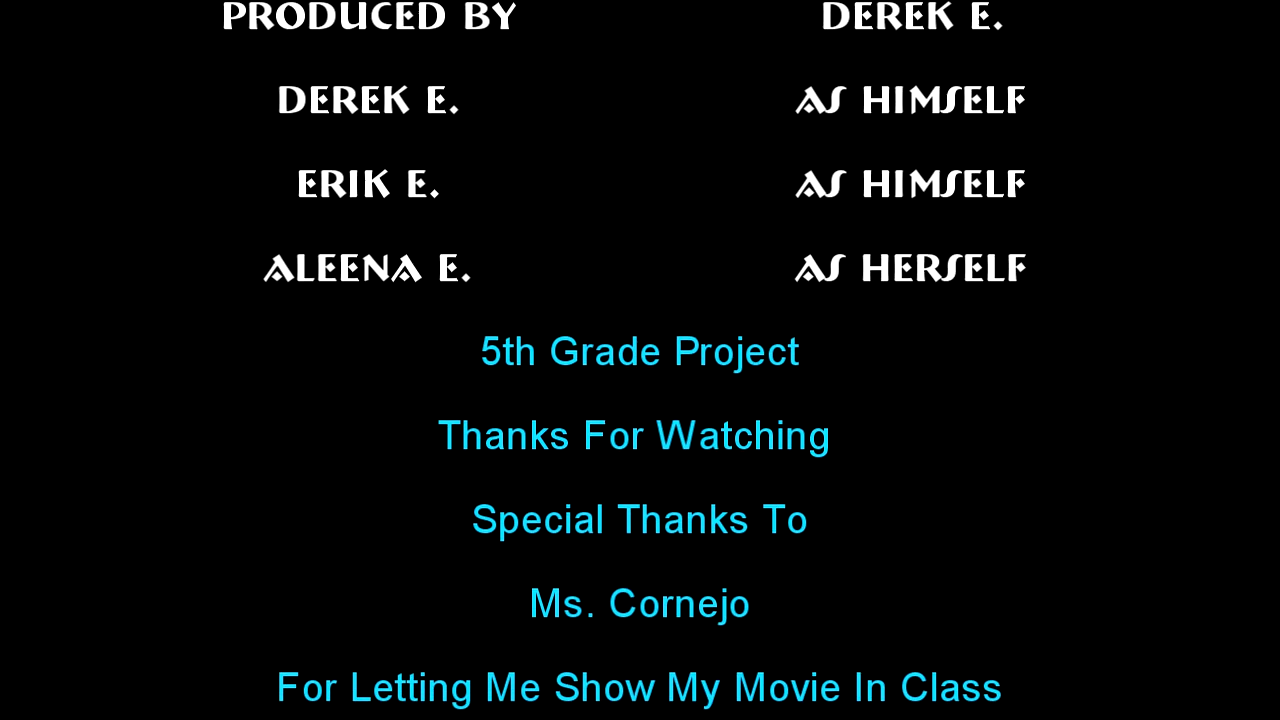 PRODUCED BY DEREK E.
DEREK E. AS HIMSELF
ERIK E. AS HIMSELF
ALEENA E. AS HERSELF
5th Grade Project
Thanks For Watching
Special Thanks To
Ms. Cornejo
For Letting Me Show My Movie In Class